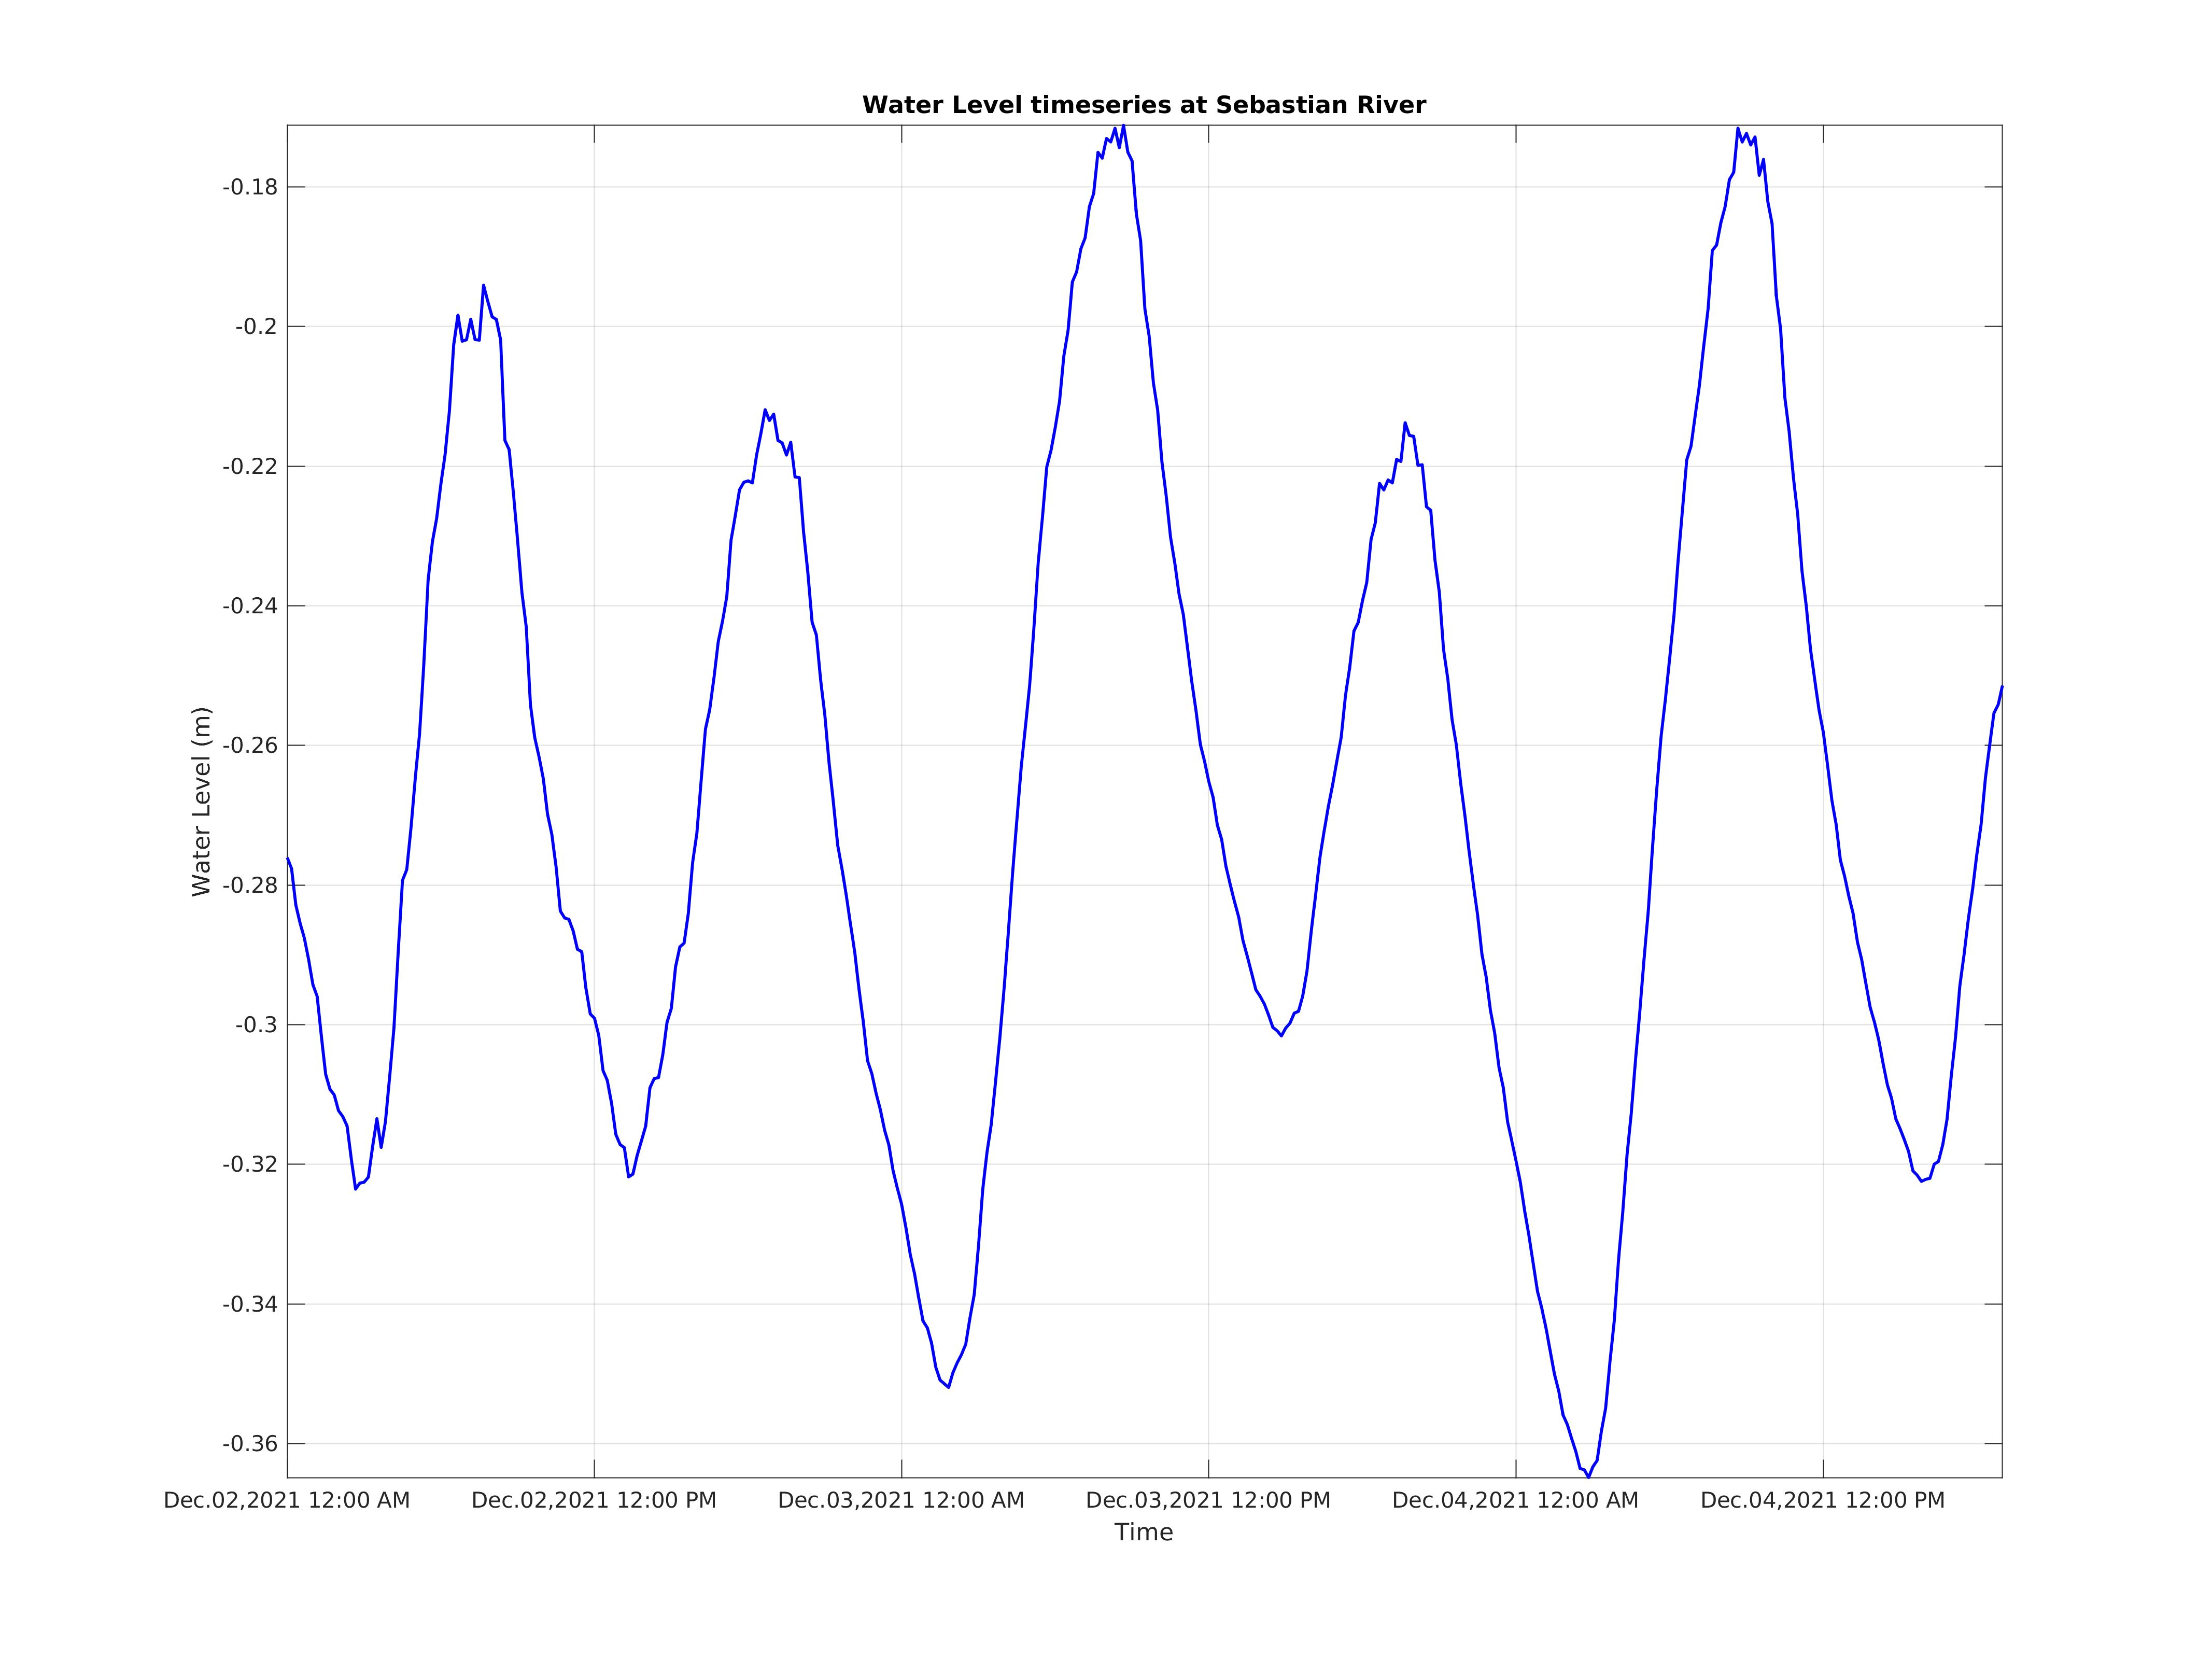 Water Level timeseries at Sebastian River
-0.18
-0.2
-0.22
-0.24
-0.26
-0.28
-0.3
-0.32
-0.34
-0.36
Water Level (m)
Dec.02,2021 12:00 AM Dec.02,2021 12:00 PM Dec.03,2021 12:00 AM Dec.03,2021 12:00 PM Dec.04,2021 12:00 AM Dec.04,2021 12:00 PM
Time